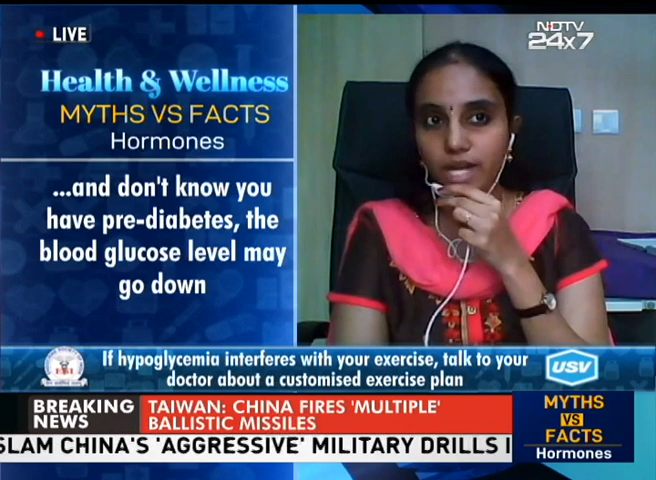 LIVE
NDTV
24x7
Health & Wellness
MYTHS VS FACTS
Hormones
...and don't know you
have pre-diabetes, the
blood glucose level may
go down
If hypoglycemia interferes with your exercise, talk to your
doctor about a customised exercise plan
USV
BREAKING
NEWS
TAIWAN: CHINA FIRES 'MULTIPLE'
BALLISTIC MISSILES
SLAM CHINA'S 'AGGRESSIVE' MILITARY DRILLS I
MYTHS
VS
FACTS
Hormones